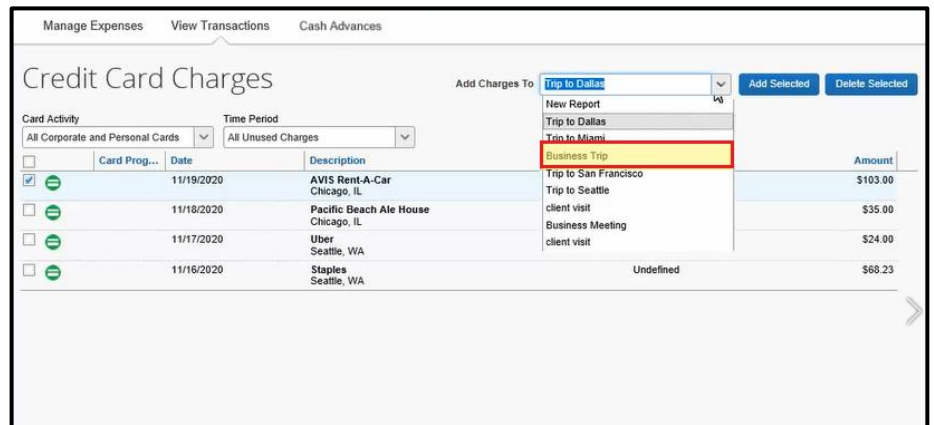 Manage Expenses View Transactions Cash Advances
Credit Card Charges
Add Charges To Trip to Dallas Add Selected Delete Selected
New Report
Trip to Dallas
Trip to Miami
Business Trip
Trip to San Francisco
Trip to Seattle
client visit
Business Meeting
client visit
Card Activity Time Period
All Corporate and Personal Cards All Unused Charges
Card Prog... Date Description Amount
11/19/2020 AVIS Rent-A-Car $103.00
Chicago, IL
11/18/2020 Pacific Beach Ale House $35.00
Chicago, IL
11/17/2020 Uber $24.00
Seattle, WA
11/16/2020 Staples Undefined $68.23
Seattle, WA